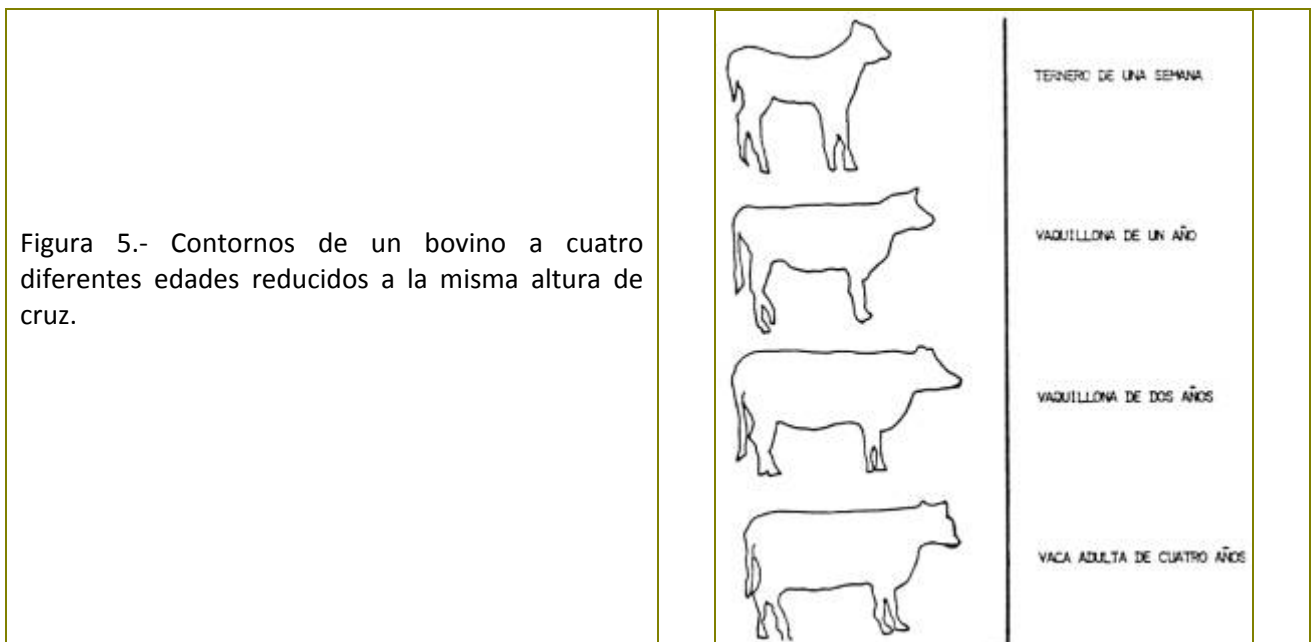 Figura 5.- Contornos de un bovino a cuatro
diferentes edades reducidos a la misma altura de
cruz.
TERNERO DE UNA SEMANA
VAQUILLONA DE UN AÑO
VAQUILLONA DE DOS AÑOS
VACA ADULTA DE CUATRO AÑOS